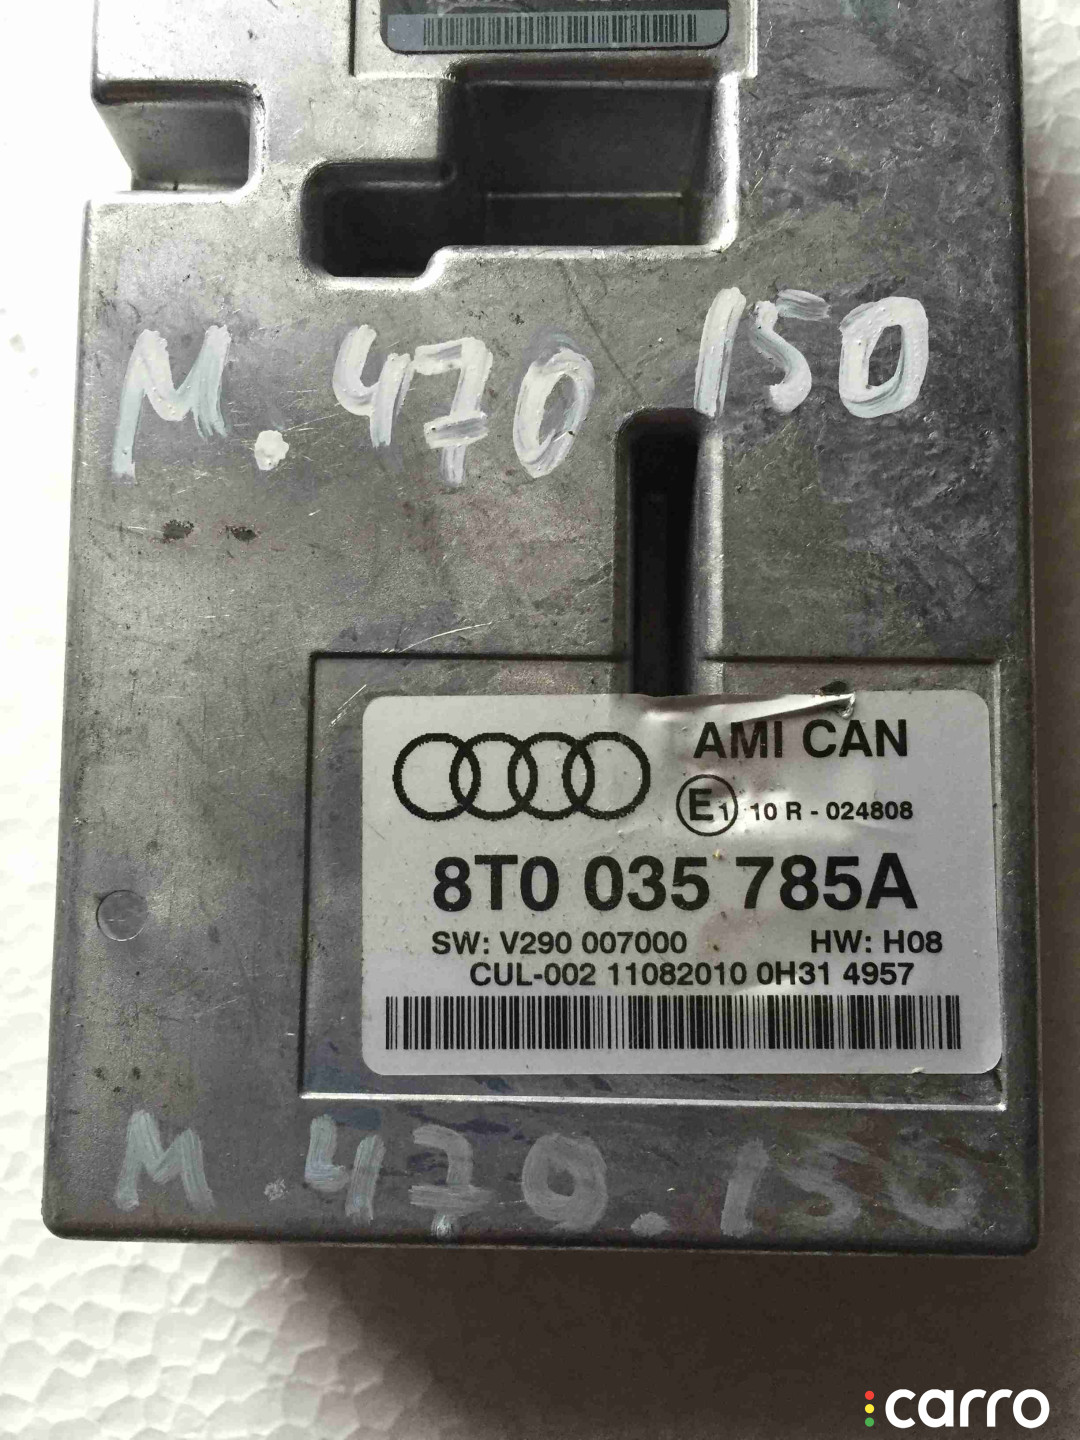 M. 470 150
AMI CAN
E1 10 R - 024808
8T0 035 785A
SW: V290 007000 HW: H08
CUL-002 11082010 0H31 4957
M. 470. 150
carro